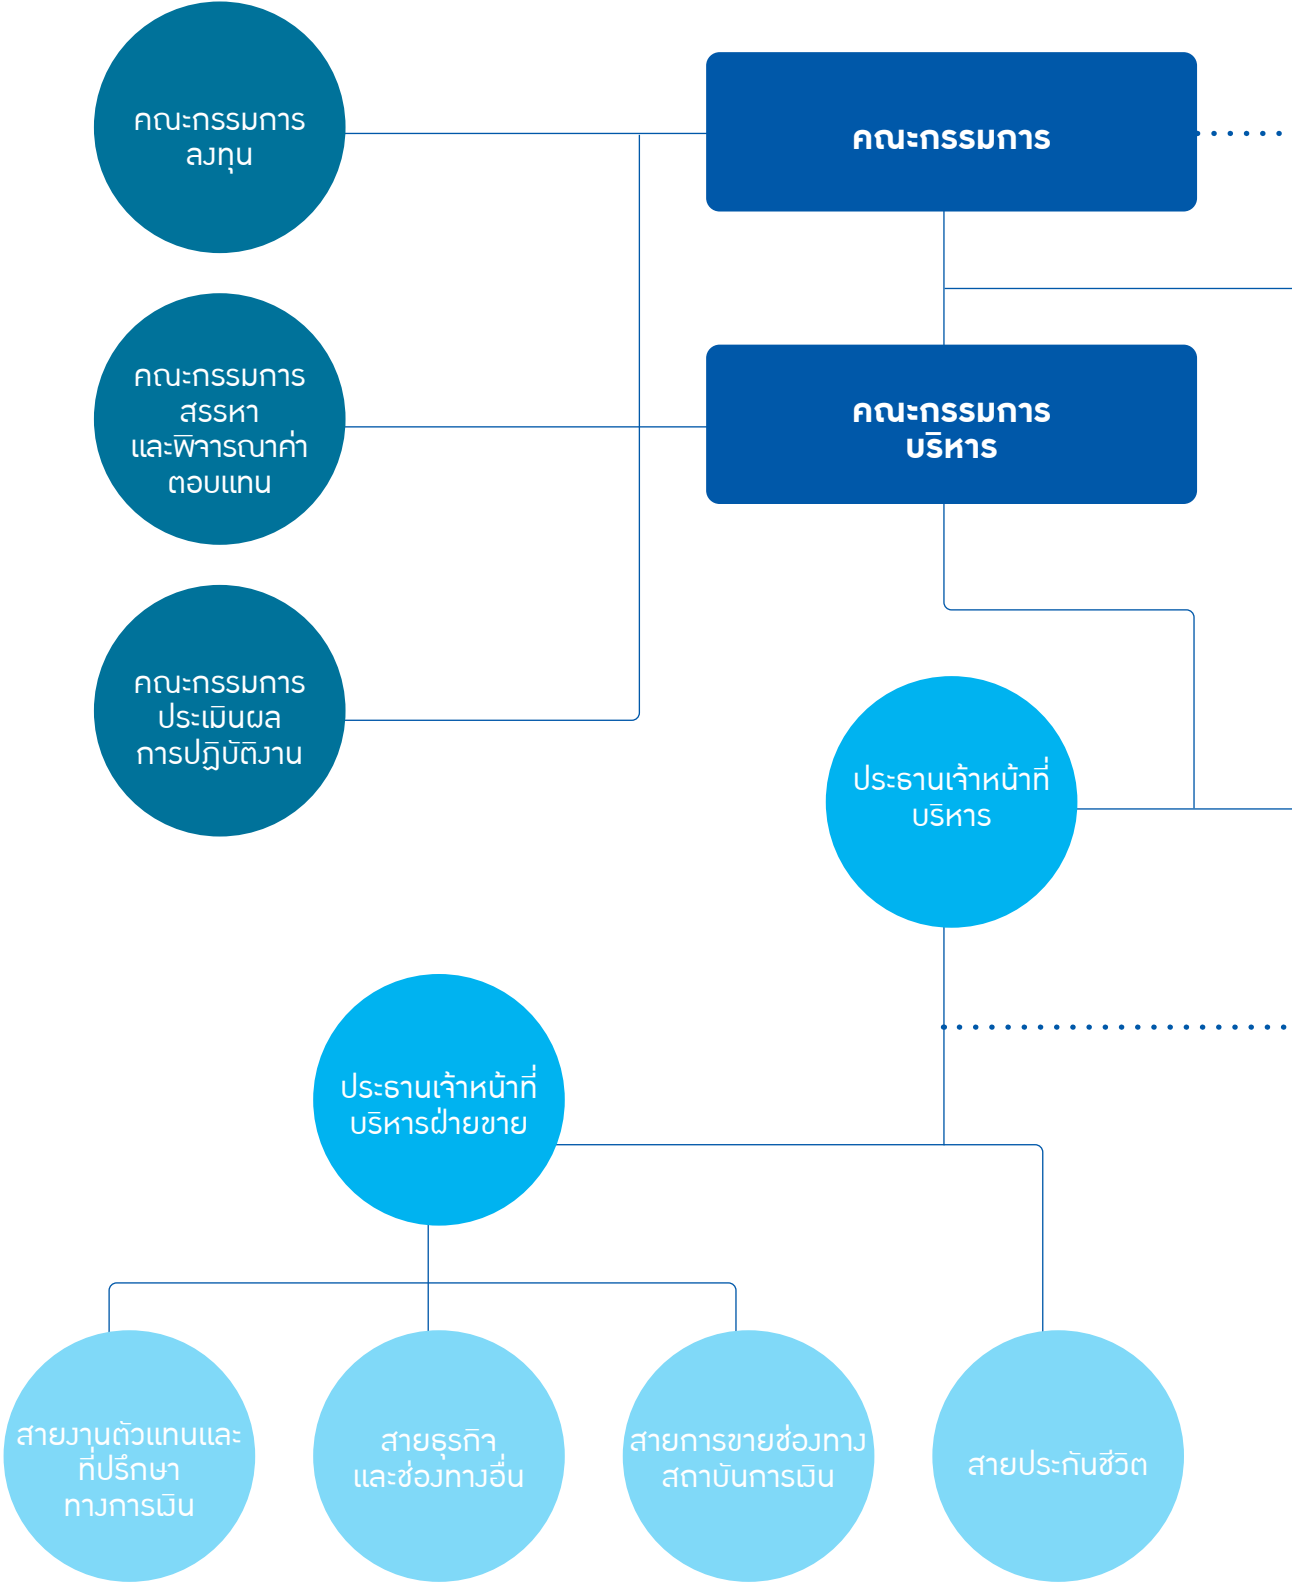 คณะกรรมการ
ลงทุน
คณะกรรมการ
คณะกรรมการ
สรรหา
และพิจารณาค่า
ตอบแทน
คณะกรรมการ
บริหาร
คณะกรรมการ
ประเมินผล
การปฏิบัติงาน
ประธานเจ้าหน้าที่
บริหาร
ประธานเจ้าหน้าที่
บริหารฝ่ายขาย
สายงานตัวแทนและ
ที่ปรึกษา
ทางการเงิน
สายธุรกิจ
และช่องทางอื่น
สายการขายช่องทาง
สถาบันการเงิน
สายประกันชีวิต